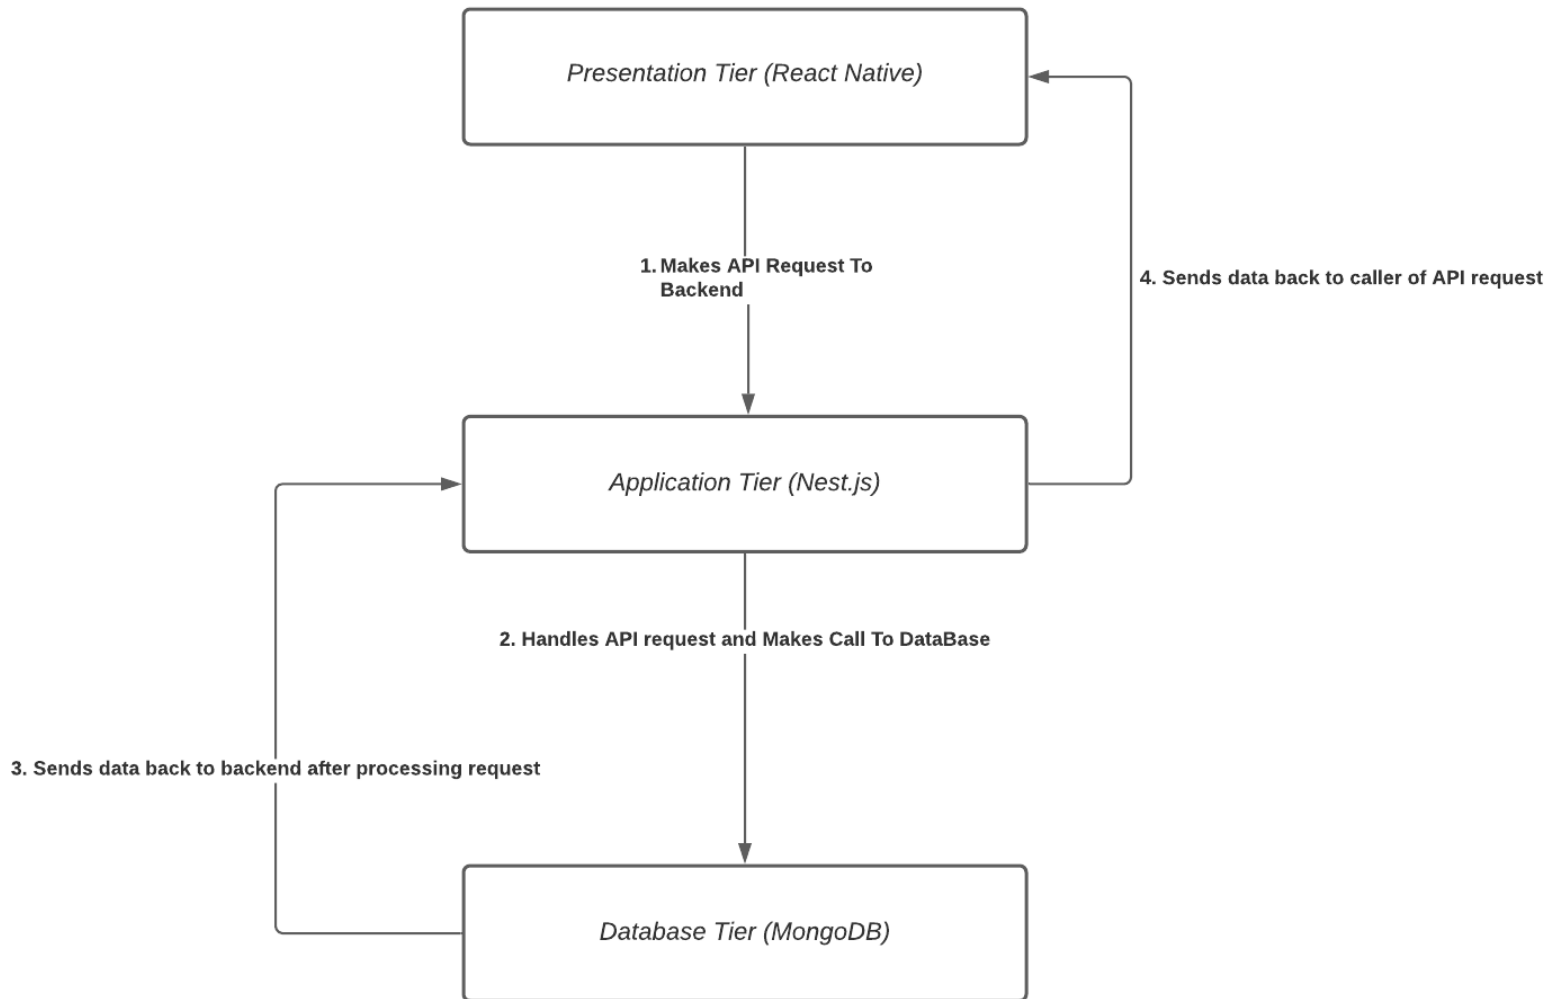 Presentation Tier (React Native)
1. Makes API Request To
Backend
4. Sends data back to caller of API request
Application Tier (Nest.js)
2. Handles API request and Makes Call To DataBase
3. Sends data back to backend after processing request
Database Tier (MongoDB)